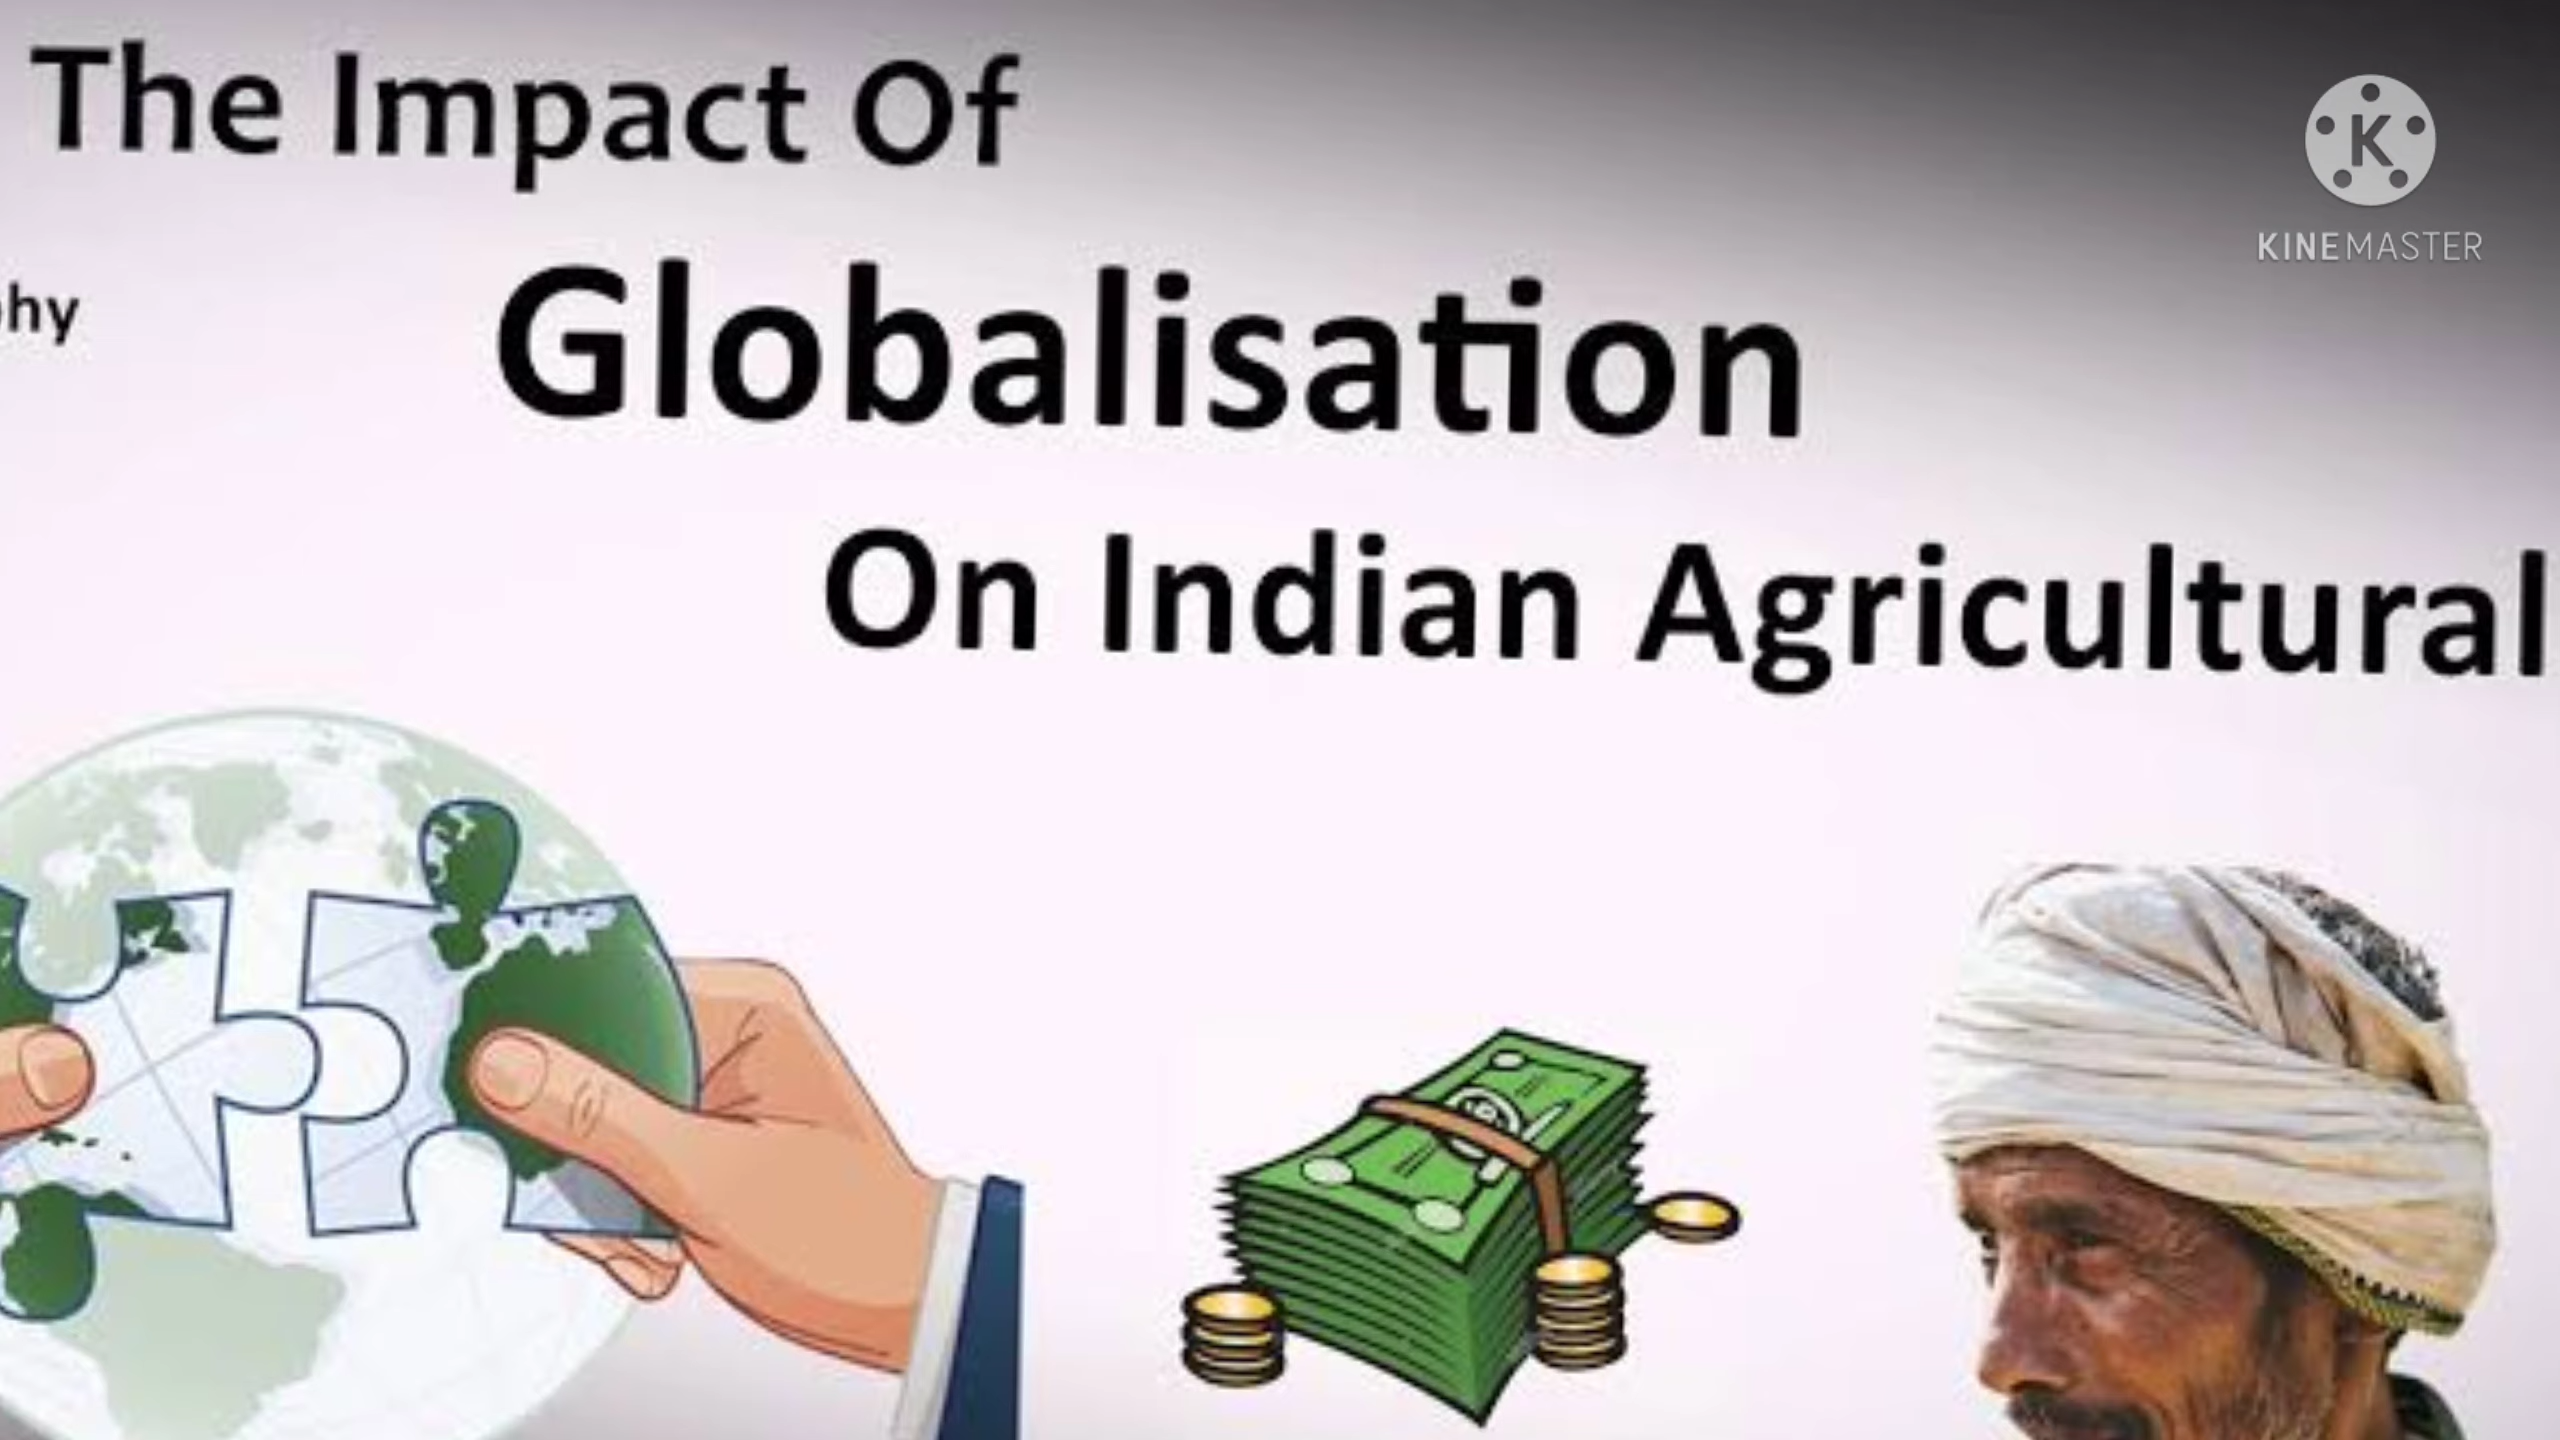 The Impact Of
Globalisation
hy
On Indian Agricultural
K
KINEMASTER